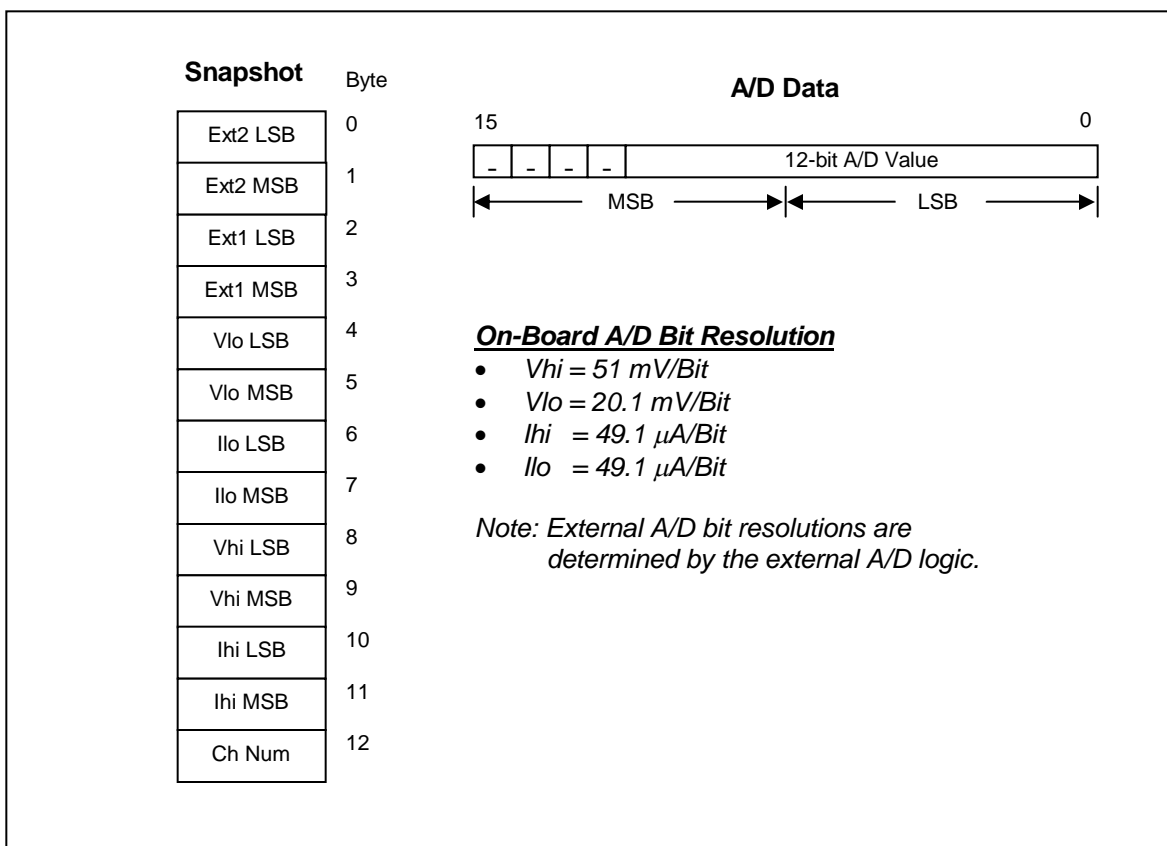 Snapshot
Byte
Ext2 LSB 0
Ext2 MSB 1
Ext1 LSB 2
Ext1 MSB 3
Vlo LSB 4
Vlo MSB 5
Ilo LSB 6
Ilo MSB 7
Vhi LSB 8
Vhi MSB 9
Ihi LSB 10
Ihi MSB 11
Ch Num 12
A/D Data
15 0
- - - - 12-bit A/D Value
MSB LSB
On-Board A/D Bit Resolution
• Vhi = 51 mV/Bit
• Vlo = 20.1 mV/Bit
• Ihi = 49.1 μA/Bit
• Ilo = 49.1 μA/Bit
Note: External A/D bit resolutions are
determined by the external A/D logic.